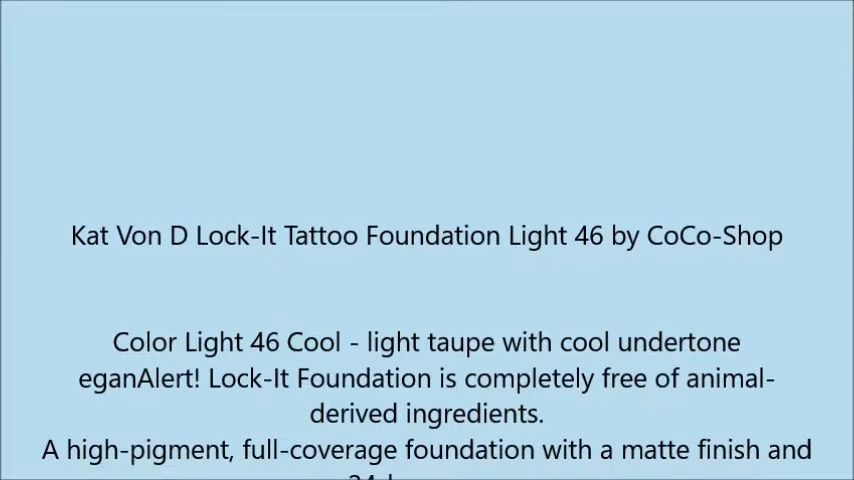 Kat Von D Lock-It Tattoo Foundation Light 46 by CoCo-Shop
Color Light 46 Cool - light taupe with cool undertone
eganAlert! Lock-It Foundation is completely free of animal-
derived ingredients.
A high-pigment, full-coverage foundation with a matte finish and